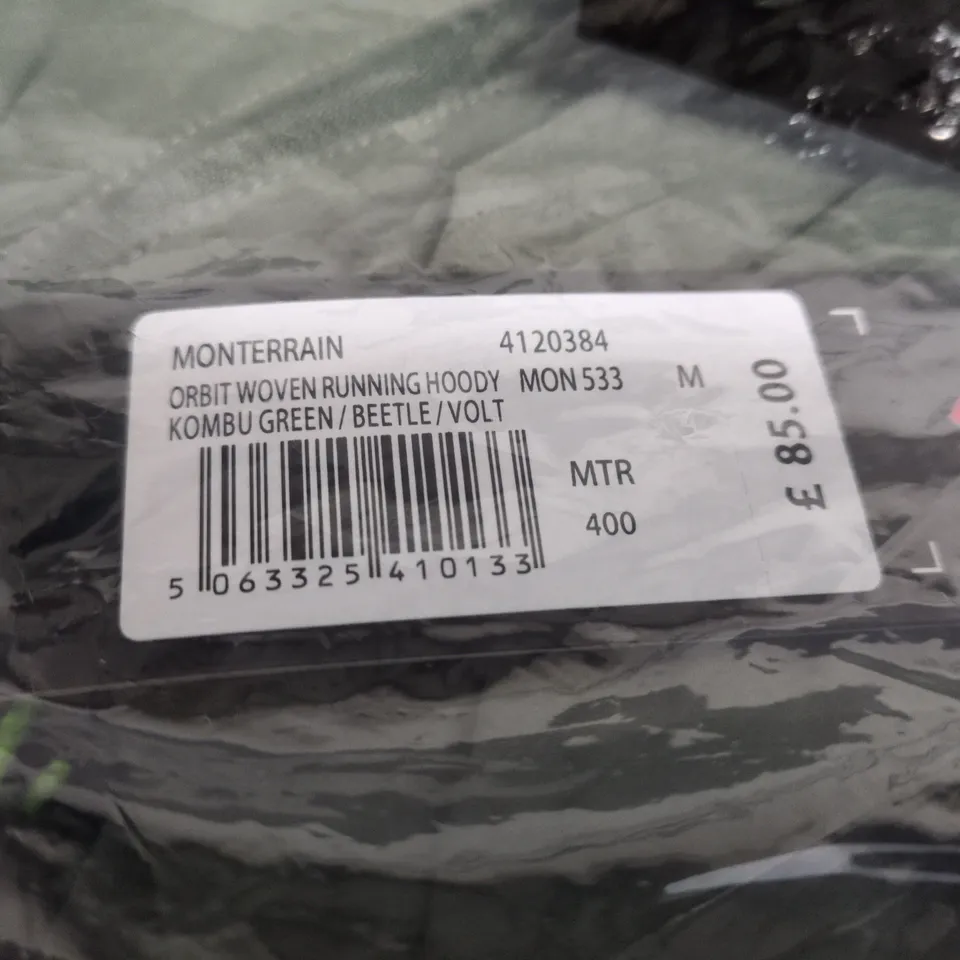 MONTERRAIN 4120384
ORBIT WOVEN RUNNING HOODY MON 533 M
KOMBU GREEN / BEETLE / VOLT
MTR
400
5 063325 410133
£ 85.00